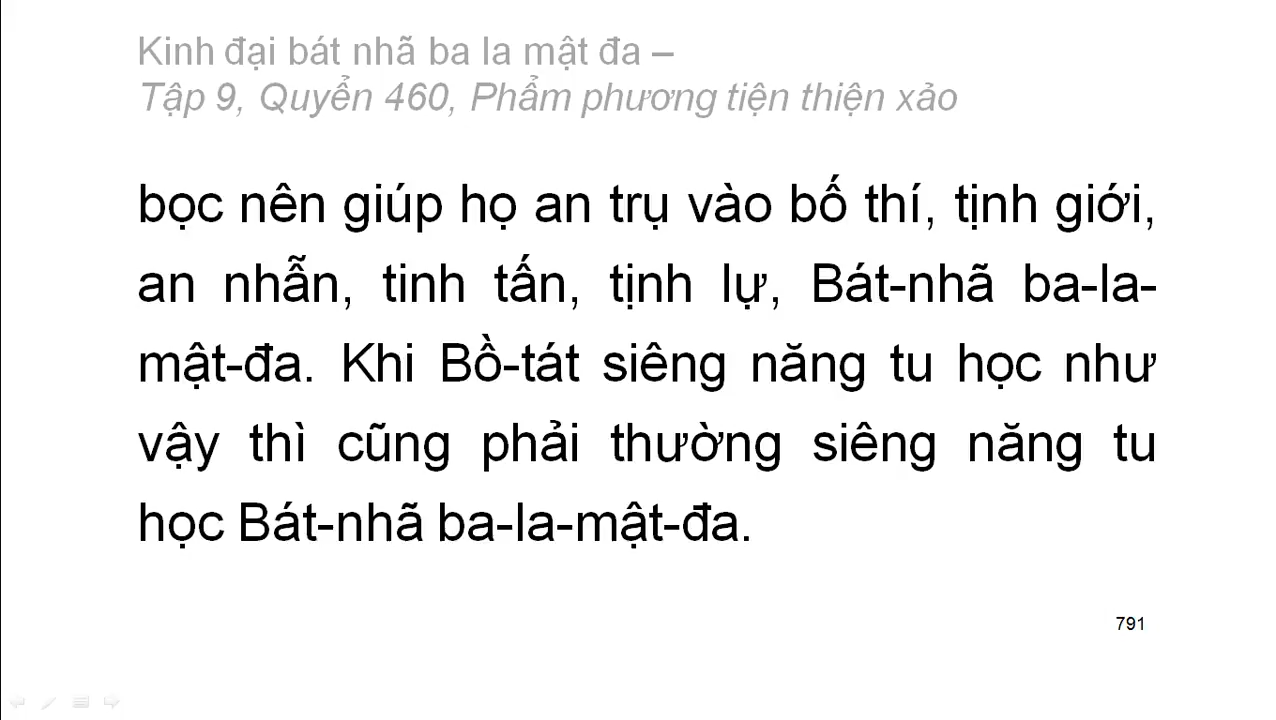 Kinh đại bát nhã ba la mật đa –
Tập 9, Quyển 460, Phẩm phương tiện thiện xảo
bọc nên giúp họ an trụ vào bố thí, tịnh giới,
an nhẫn, tinh tấn, tịnh lự, Bát-nhã ba-la-
mật-đa. Khi Bồ-tát siêng năng tu học như
vậy thì cũng phải thường siêng năng tu
học Bát-nhã ba-la-mật-đa.
791